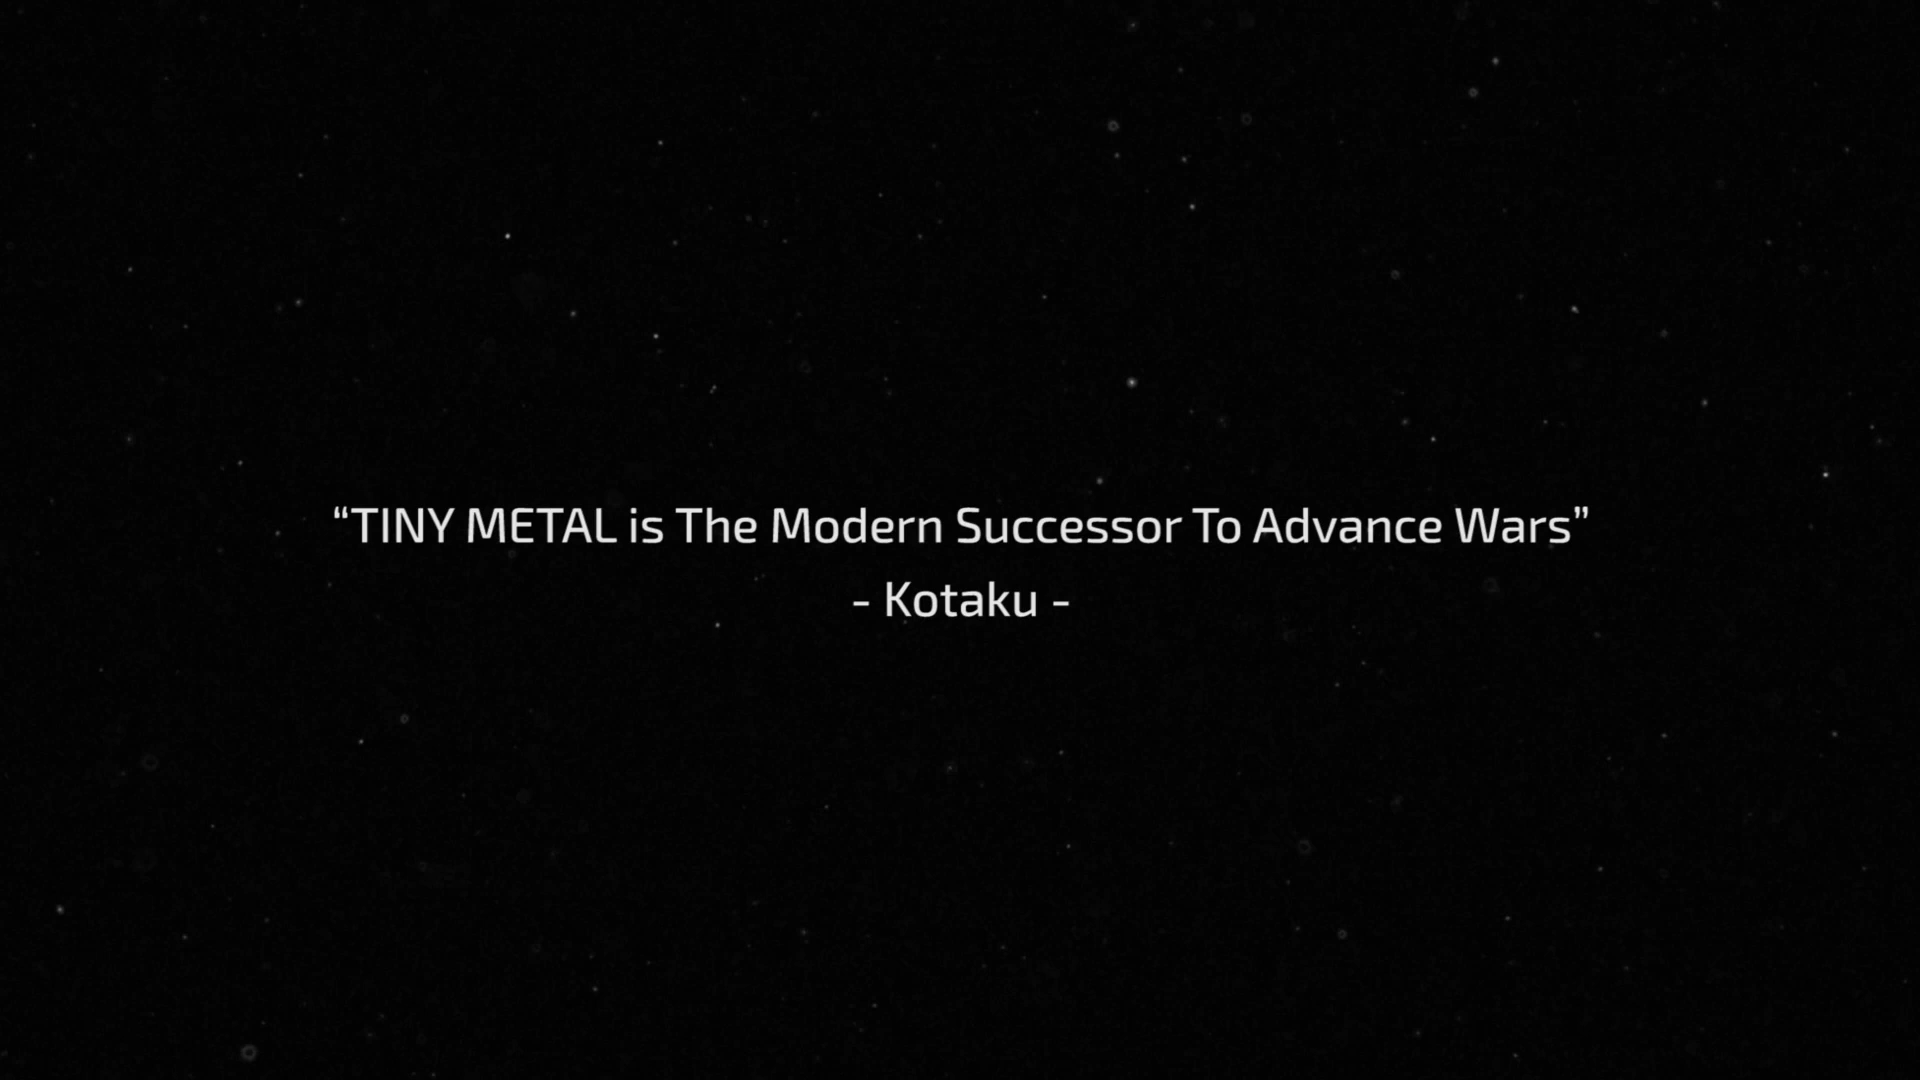 “TINY METAL is The Modern Successor To Advance Wars”
- Kotaku -